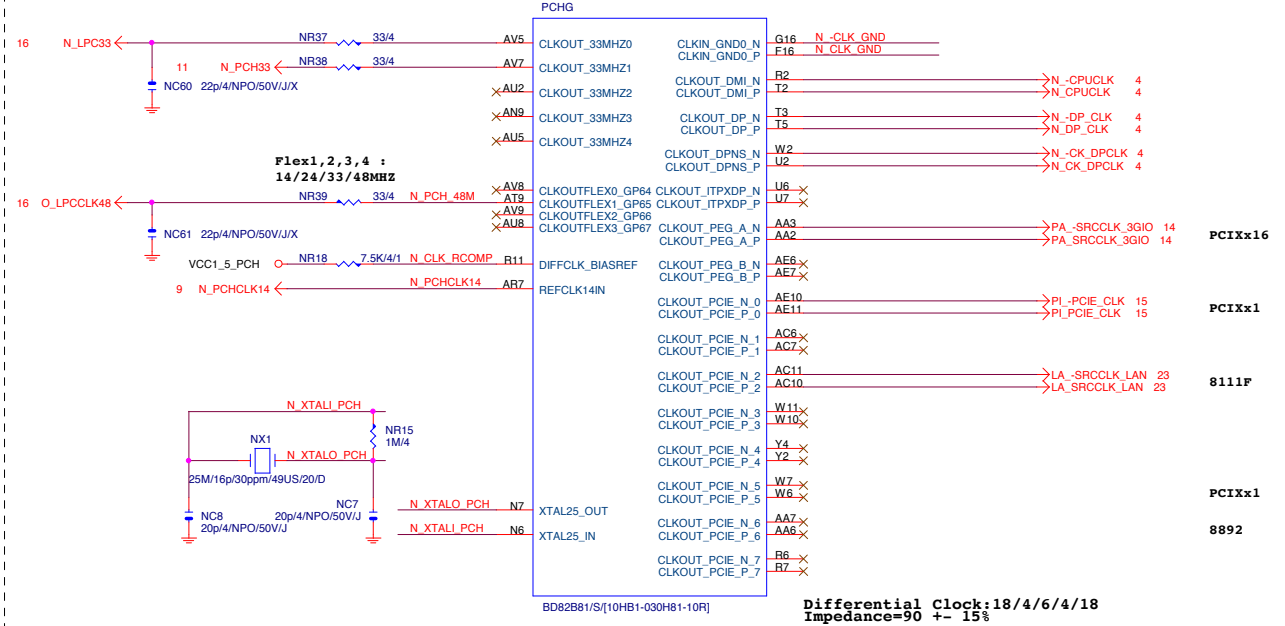 PCHG
16 N_LPC33 NR37 33/4 AV5 CLKOUT_33MHZ0
11 N_PCH33 NR38 33/4 AV7 CLKOUT_33MHZ1
NC60 22p/4/NPO/50V/J/X
AU2 CLKOUT_33MHZ2
AN9 CLKOUT_33MHZ3
AU5 CLKOUT_33MHZ4
Flex1,2,3,4 :
14/24/33/48MHZ
AV8 CLKOUTFLEX0_GP64
16 O_LPCCLK48 NR39 33/4 N_PCH_48M AT9 CLKOUTFLEX1_GP65
AV9 CLKOUTFLEX2_GP66
AU8 CLKOUTFLEX3_GP67
NC61 22p/4/NPO/50V/J/X
VCC1_5_PCH NR18 7.5K/4/1 N_CLK_RCOMP R11 DIFFCLK_BIASREF
9 N_PCHCLK14 N_PCHCLK14 AR7 REFCLK14IN
N_XTALI_PCH
NR15
1M/4
NX1
N_XTALO_PCH
25M/16p/30ppm/49US/20/D
NC8
20p/4/NPO/50V/J
NC7
20p/4/NPO/50V/J
N_XTALO_PCH N7 XTAL25_OUT
N_XTALI_PCH N6 XTAL25_IN
CLKIN_GND0_N G16 N_-CLK_GND
CLKIN_GND0_P F16 N_CLK_GND
CLKOUT_DMI_N R2 N_-CPUCLK 4
CLKOUT_DMI_P T2 N_CPUCLK 4
CLKOUT_DP_N T3 N_-DP_CLK 4
CLKOUT_DP_P T5 N_DP_CLK 4
CLKOUT_DPNS_N W2 N_-CK_DPCLK 4
CLKOUT_DPNS_P U2 N_CK_DPCLK 4
CLKOUT_ITPXDP_N U6
CLKOUT_ITPXDP_P U7
CLKOUT_PEG_A_N AA3 PA_-SRCCLK_3GIO 14
CLKOUT_PEG_A_P AA2 PA_SRCCLK_3GIO 14
PCIXx16
CLKOUT_PEG_B_N AE6
CLKOUT_PEG_B_P AE7
CLKOUT_PCIE_N_0 AE10 PI_-PCIE_CLK 15
CLKOUT_PCIE_P_0 AE11 PI_PCIE_CLK 15
PCIXx1
CLKOUT_PCIE_N_1 AC6
CLKOUT_PCIE_P_1 AC7
CLKOUT_PCIE_N_2 AC11 LA_-SRCCLK_LAN 23
CLKOUT_PCIE_P_2 AC10 LA_SRCCLK_LAN 23
8111F
CLKOUT_PCIE_N_3 W11
CLKOUT_PCIE_P_3 W10
CLKOUT_PCIE_N_4 Y4
CLKOUT_PCIE_P_4 Y2
CLKOUT_PCIE_N_5 W7
CLKOUT_PCIE_P_5 W6
PCIXx1
CLKOUT_PCIE_N_6 AA7
CLKOUT_PCIE_P_6 AA6
8892
CLKOUT_PCIE_N_7 R6
CLKOUT_PCIE_P_7 R7
BD82B81/S/[10HB1-030H81-10R]
Differential Clock:18/4/6/4/18
Impedance=90 +- 15%